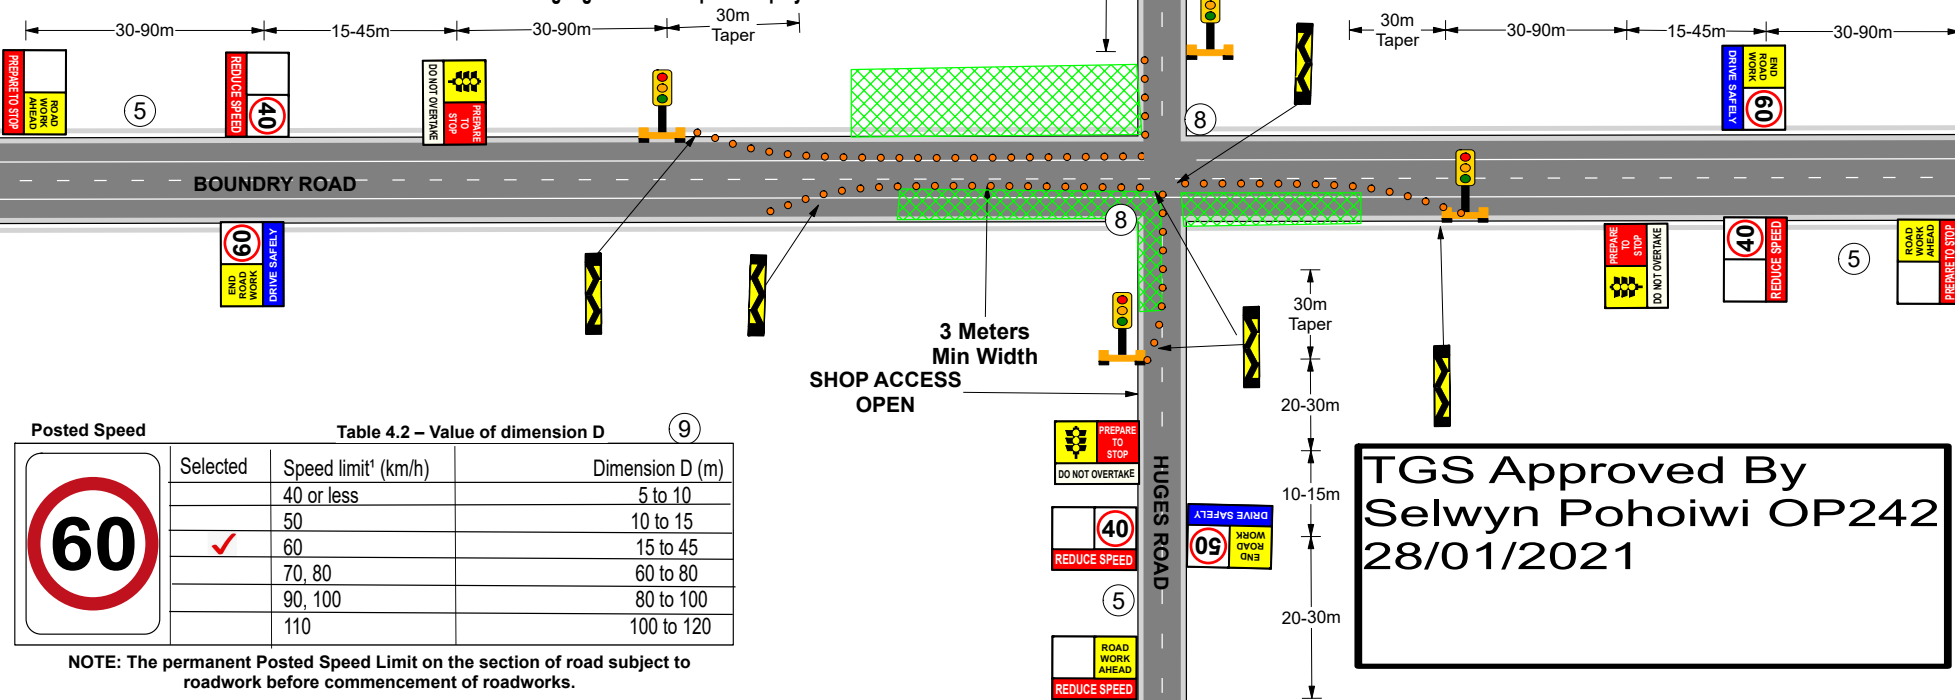 30-90m
15-45m
30-90m
30m
Taper
30m
Taper
30-90m
15-45m
30-90m
PREPARE TO STOP
ROAD
WORK
AHEAD
5
REDUCE SPEED
40
DO NOT OVERTAKE
PREPARE
TO
STOP
8
DRIVE SAFELY
END
ROAD
WORK
60
BOUNDRY ROAD
60
END
ROAD
WORK
DRIVE SAFELY
8
PREPARE
TO
STOP
DO NOT OVERTAKE
40
REDUCE SPEED
5
ROAD
WORK
AHEAD
PREPARE TO STOP
3 Meters
Min Width
SHOP ACCESS
OPEN
30m
Taper
20-30m
10-15m
20-30m
PREPARE
TO
STOP
DO NOT OVERTAKE
40
REDUCE SPEED
HUGES ROAD
DRIVE SAFELY
50
END
ROAD
WORK
5
ROAD
WORK
AHEAD
REDUCE SPEED
Posted Speed
60
Table 4.2 – Value of dimension D
9
Selected Speed limit¹ (km/h) Dimension D (m)
40 or less 5 to 10
50 10 to 15
60 15 to 45
70, 80 60 to 80
90, 100 80 to 100
110 100 to 120
NOTE: The permanent Posted Speed Limit on the section of road subject to
roadwork before commencement of roadworks.
TGS Approved By
Selwyn Pohoiwi OP242
28/01/2021